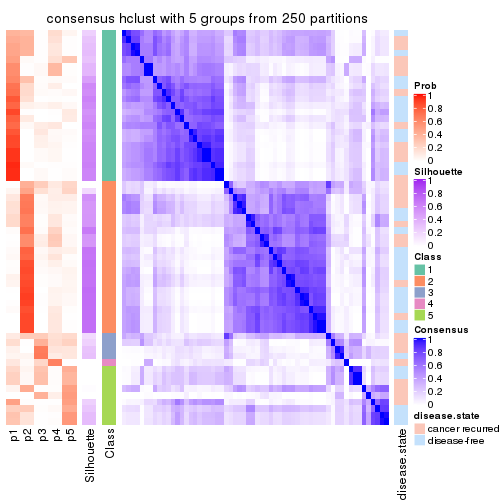 consensus hclust with 5 groups from 250 partitions
Prob
1
0.8
0.6
0.4
0.2
0
Silhouette
1
0.8
0.6
0.4
0.2
0
Class
1
2
3
4
5
Consensus
1
0.8
0.6
0.4
0.2
0
disease.state
cancer recurred
disease-free
p1
p2
p3
p4
p5
Silhouette
Class
disease.state